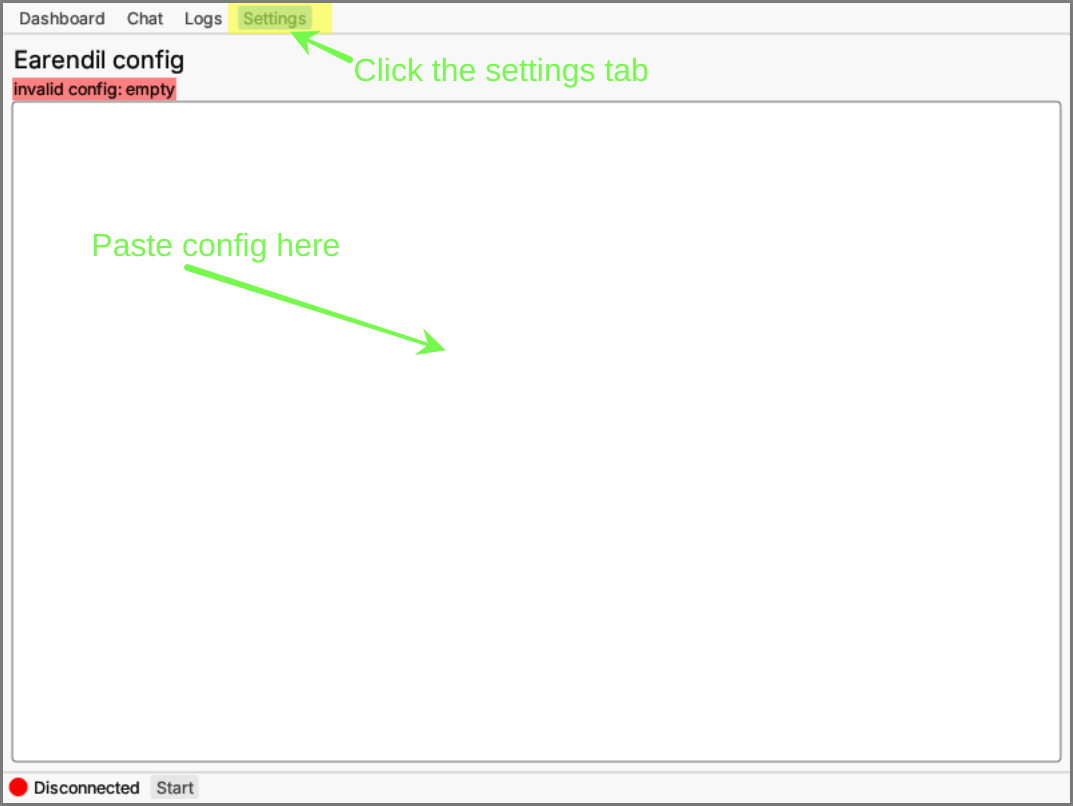 Dashboard Chat Logs Settings
Earendil config
Click the settings tab
invalid config: empty
Paste config here
Disconnected Start